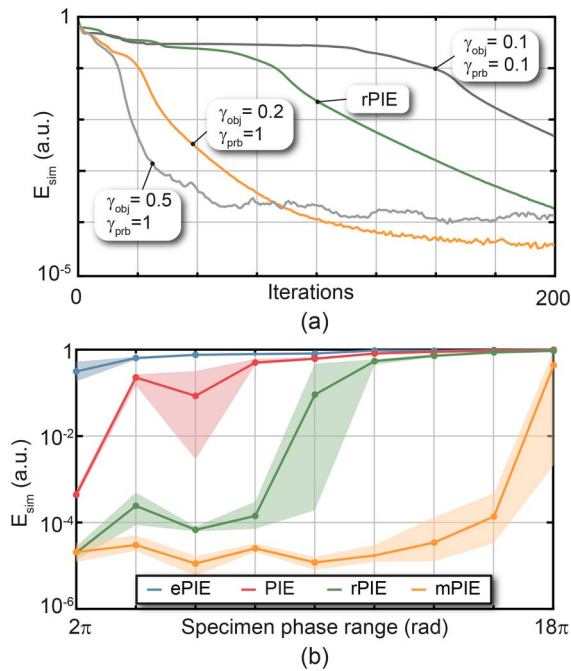 1
E_sim (a.u.)
10^-5
γ_obj = 0.1
γ_prb = 0.1
rPIE
γ_obj = 0.2
γ_prb = 1
γ_obj = 0.5
γ_prb = 1
0
Iterations
200
(a)
1
10^-2
E_sim (a.u.)
10^-4
10^-6
ePIE PIE rPIE mPIE
2π
Specimen phase range (rad)
18π
(b)